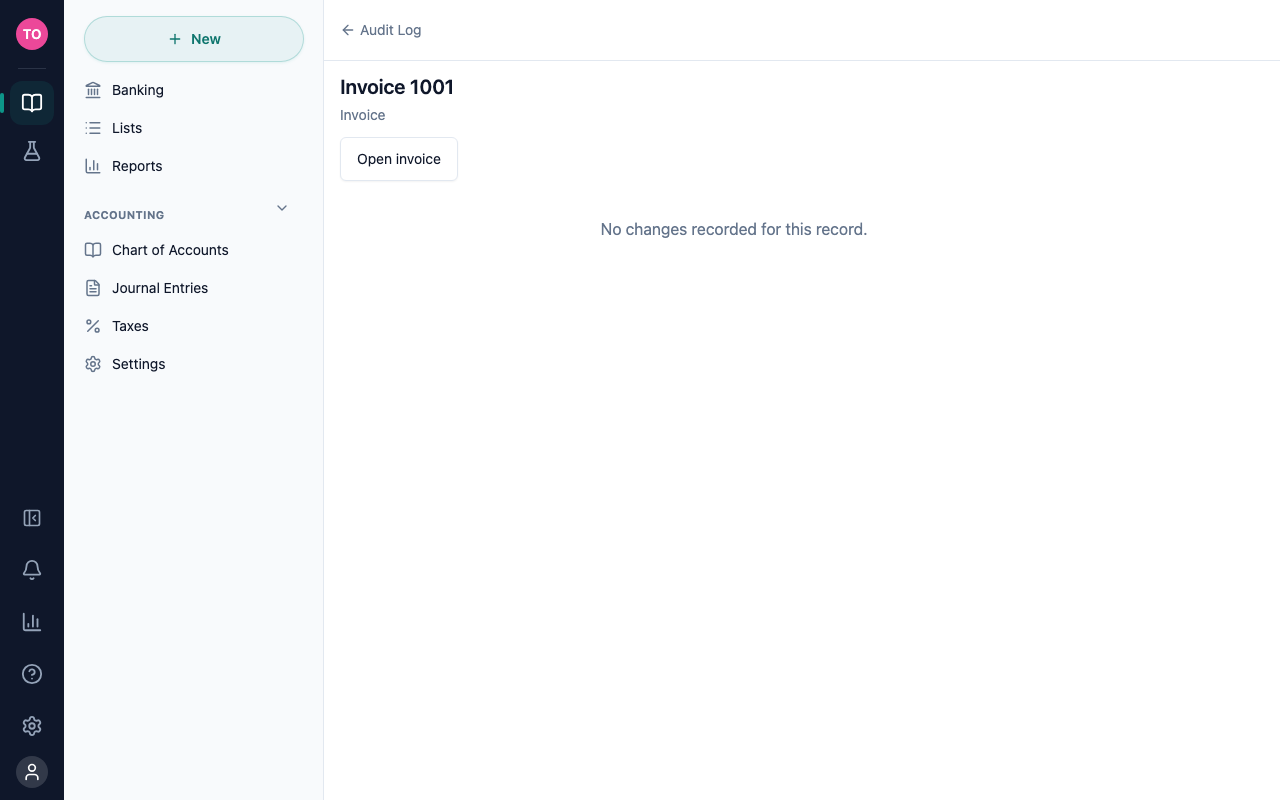 TO
New
Banking
Lists
Reports
ACCOUNTING
Chart of Accounts
Journal Entries
Taxes
Settings
Audit Log
Invoice 1001
Invoice
Open invoice
No changes recorded for this record.